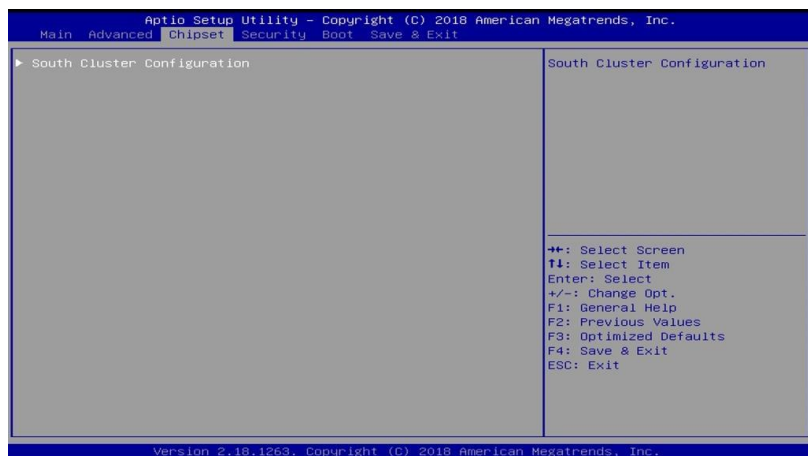 Aptio Setup Utility – Copyright (C) 2018 American Megatrends, Inc.
Main Advanced Chipset Security Boot Save & Exit
► South Cluster Configuration
South Cluster Configuration
→←: Select Screen
↑↓: Select Item
Enter: Select
+/-: Change Opt.
F1: General Help
F2: Previous Values
F3: Optimized Defaults
F4: Save & Exit
ESC: Exit
Version 2.18.1263. Copyright (C) 2018 American Megatrends, Inc.